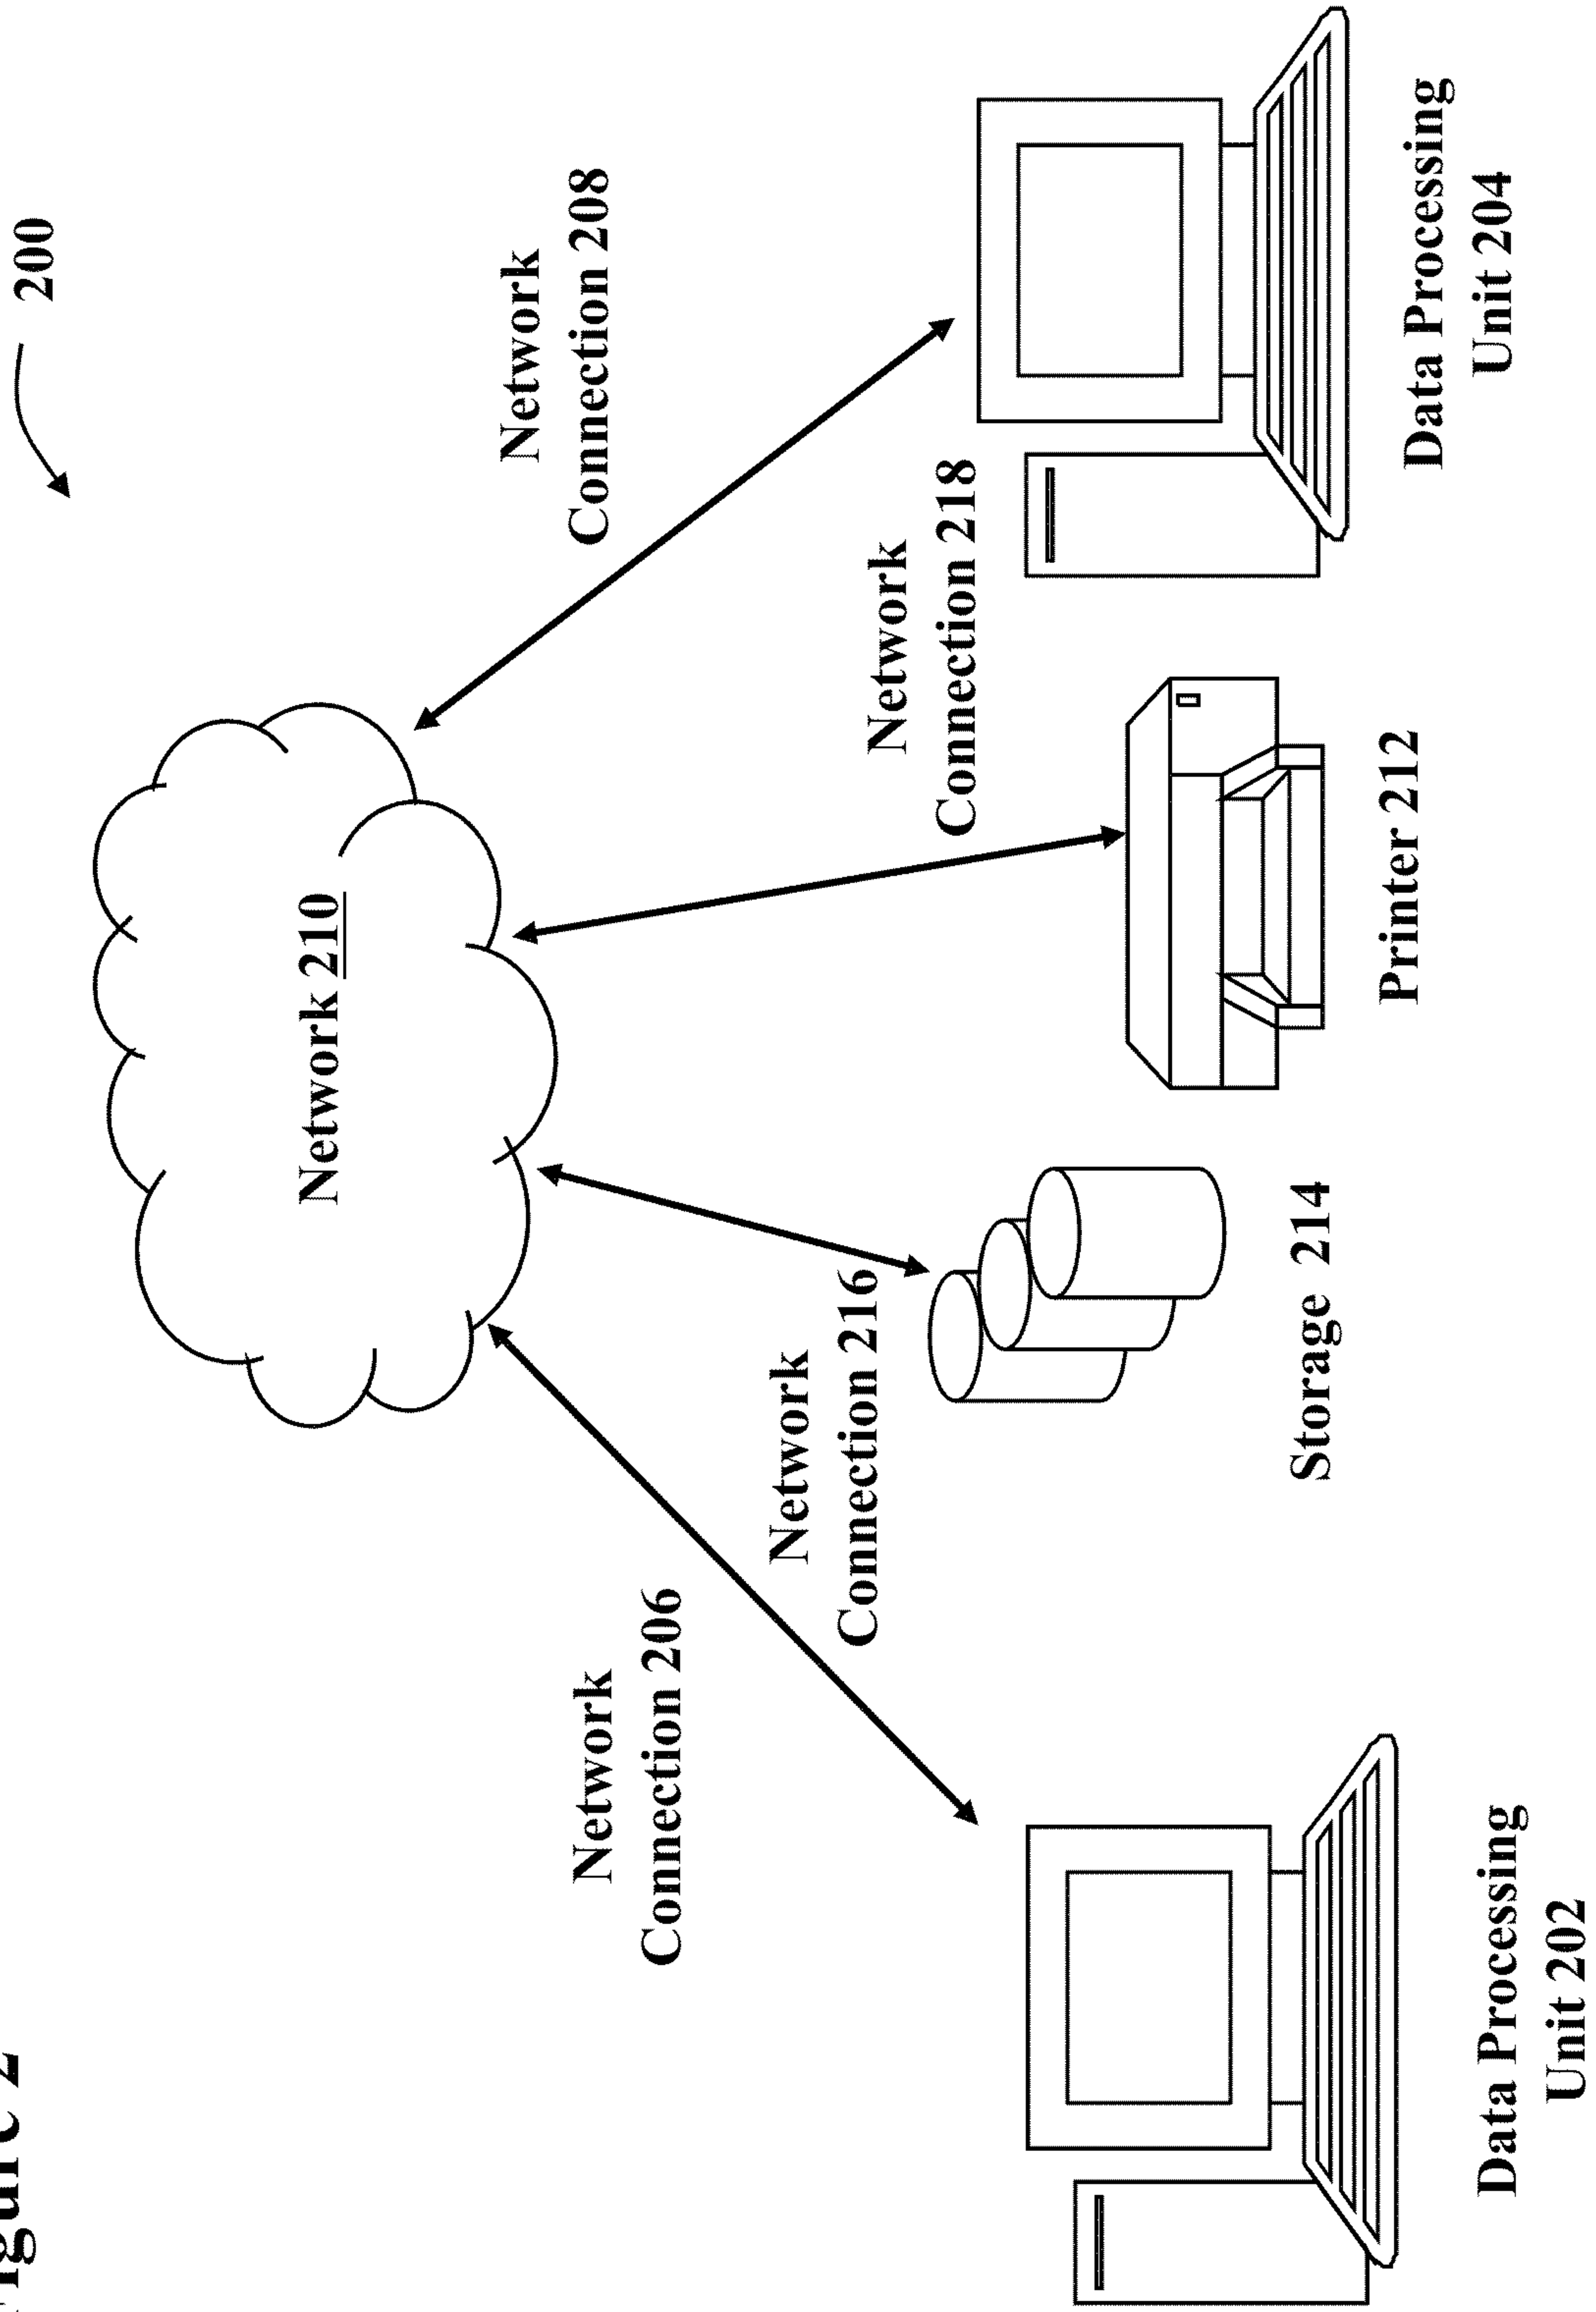 Figure 2
200
Network 210
Network
Connection 208
Network
Connection 206
Network
Connection 218
Network
Connection 216
Data Processing
Unit 202
Storage 214
Printer 212
Data Processing
Unit 204